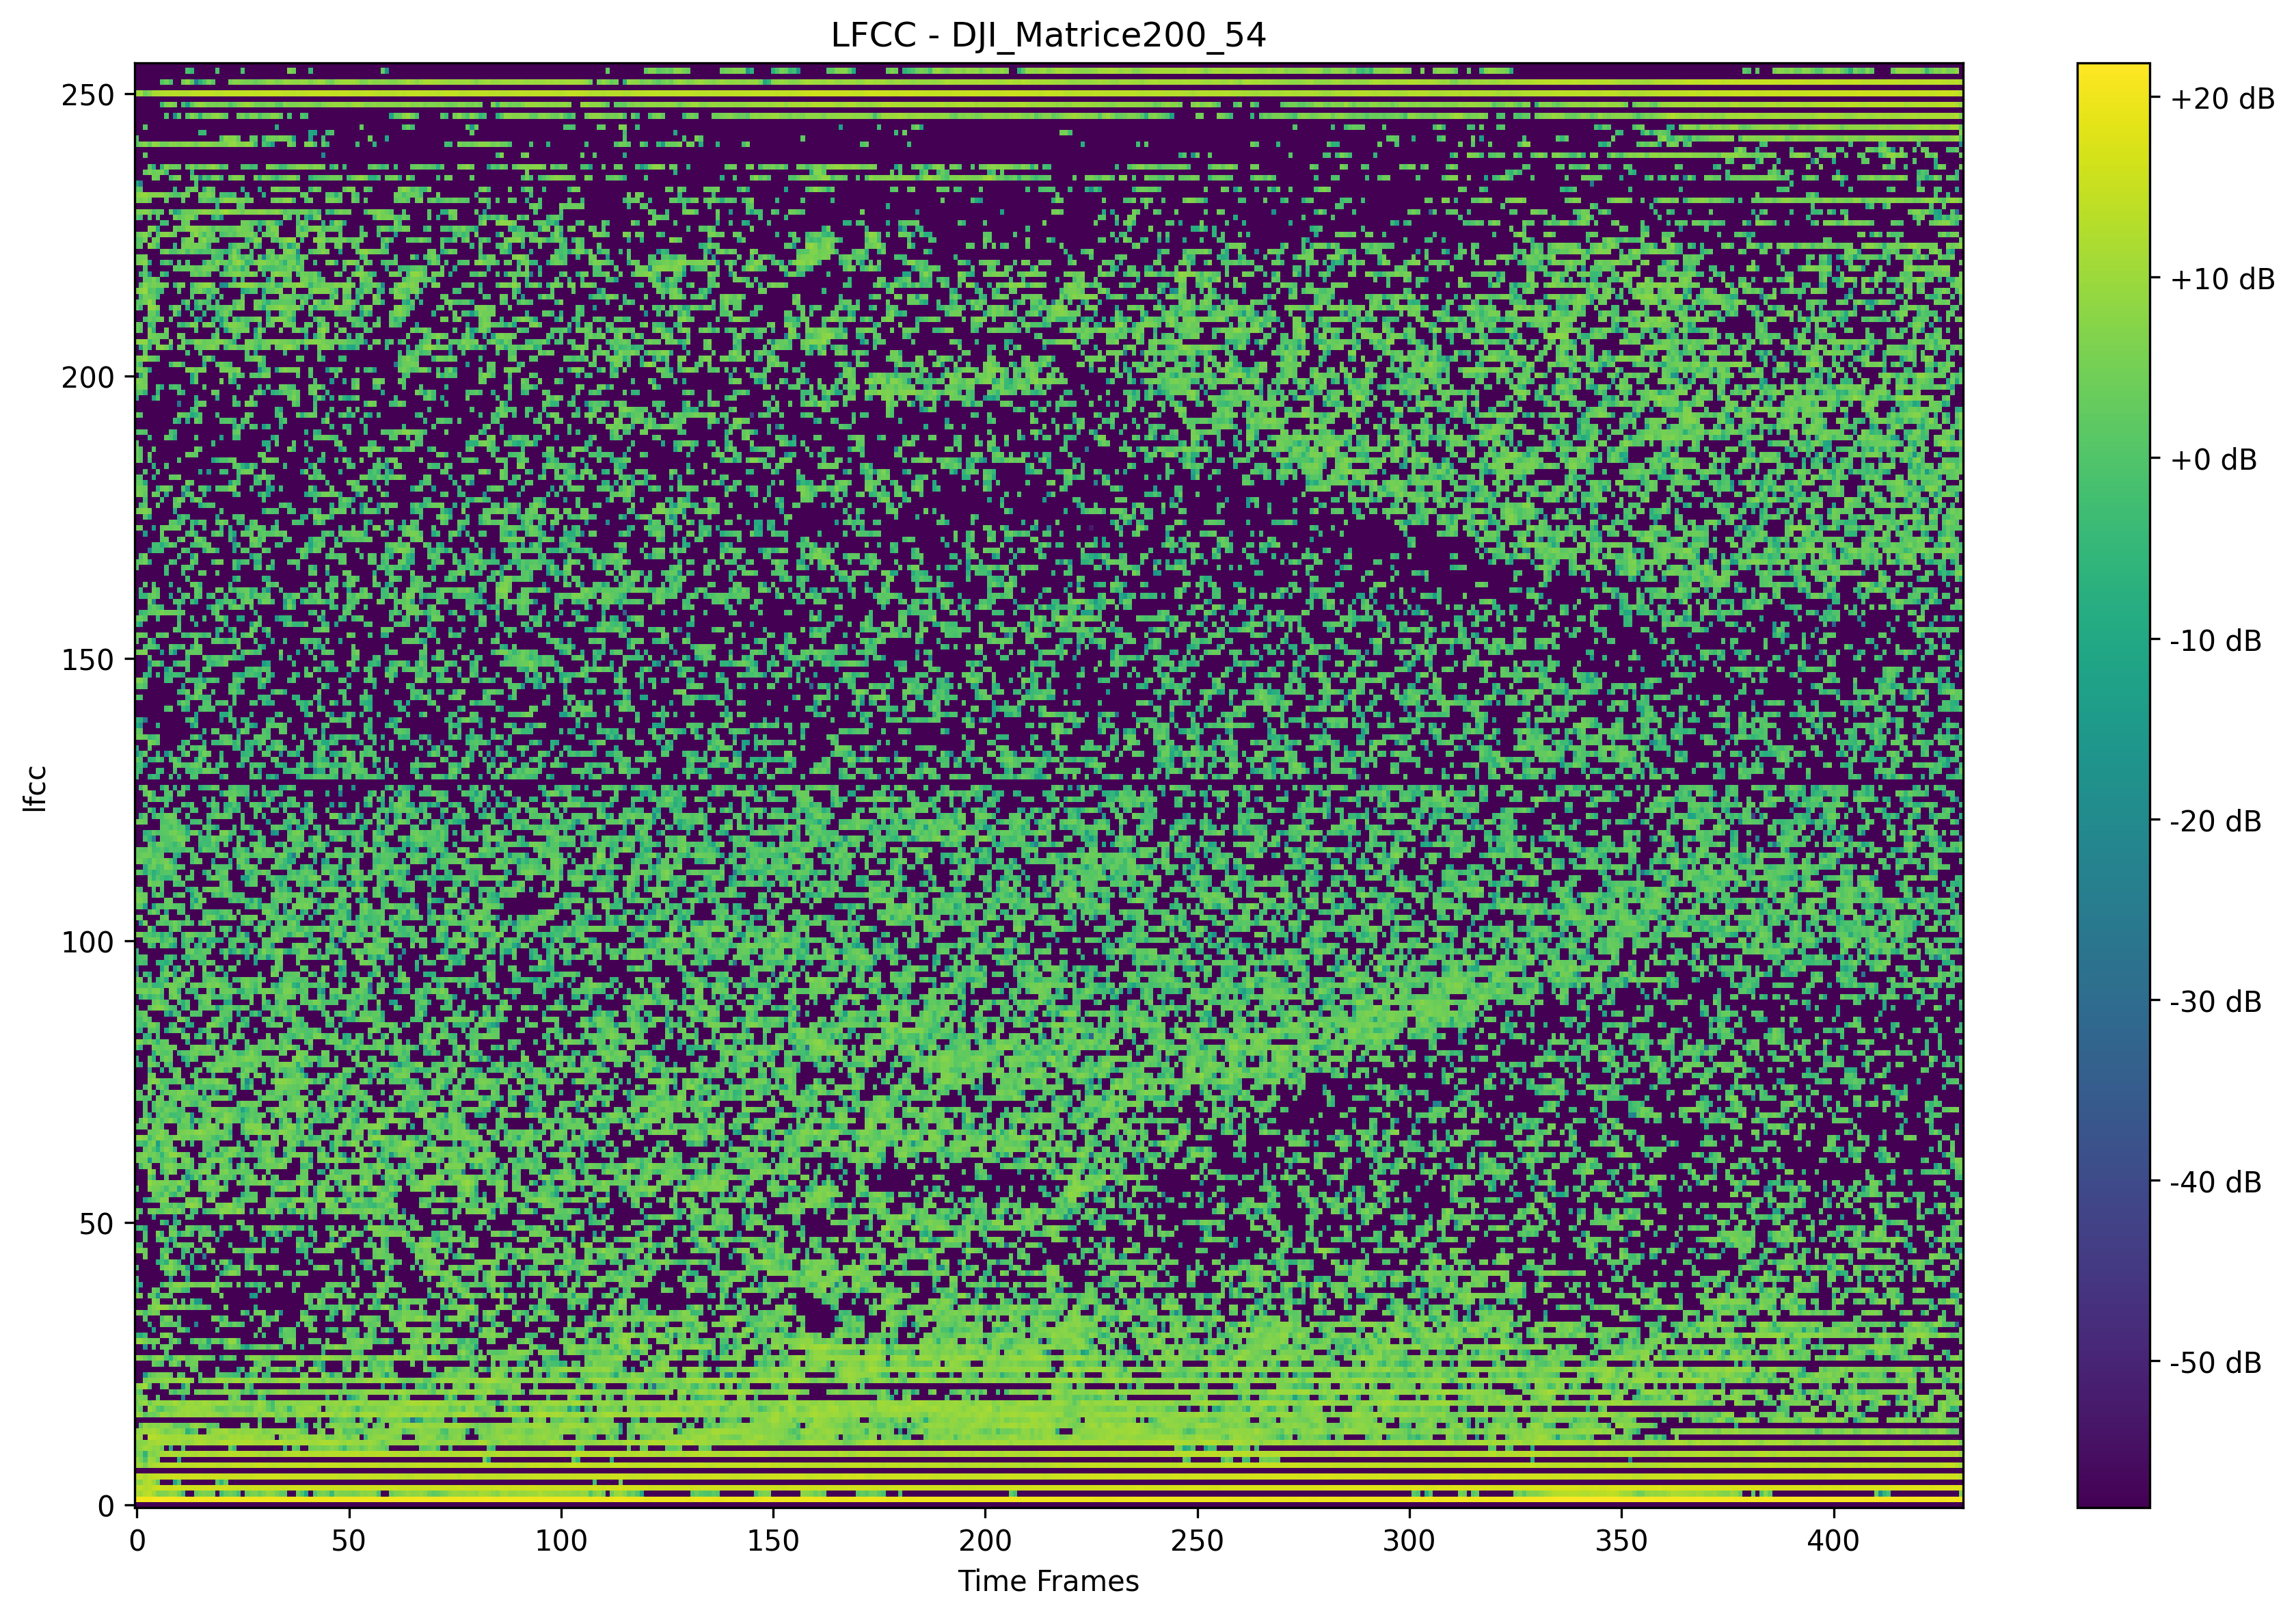 LFCC - DJI_Matrice200_54
250
200
150
100
50
0
lfcc
0 50 100 150 200 250 300 350 400
Time Frames
+20 dB
+10 dB
+0 dB
-10 dB
-20 dB
-30 dB
-40 dB
-50 dB